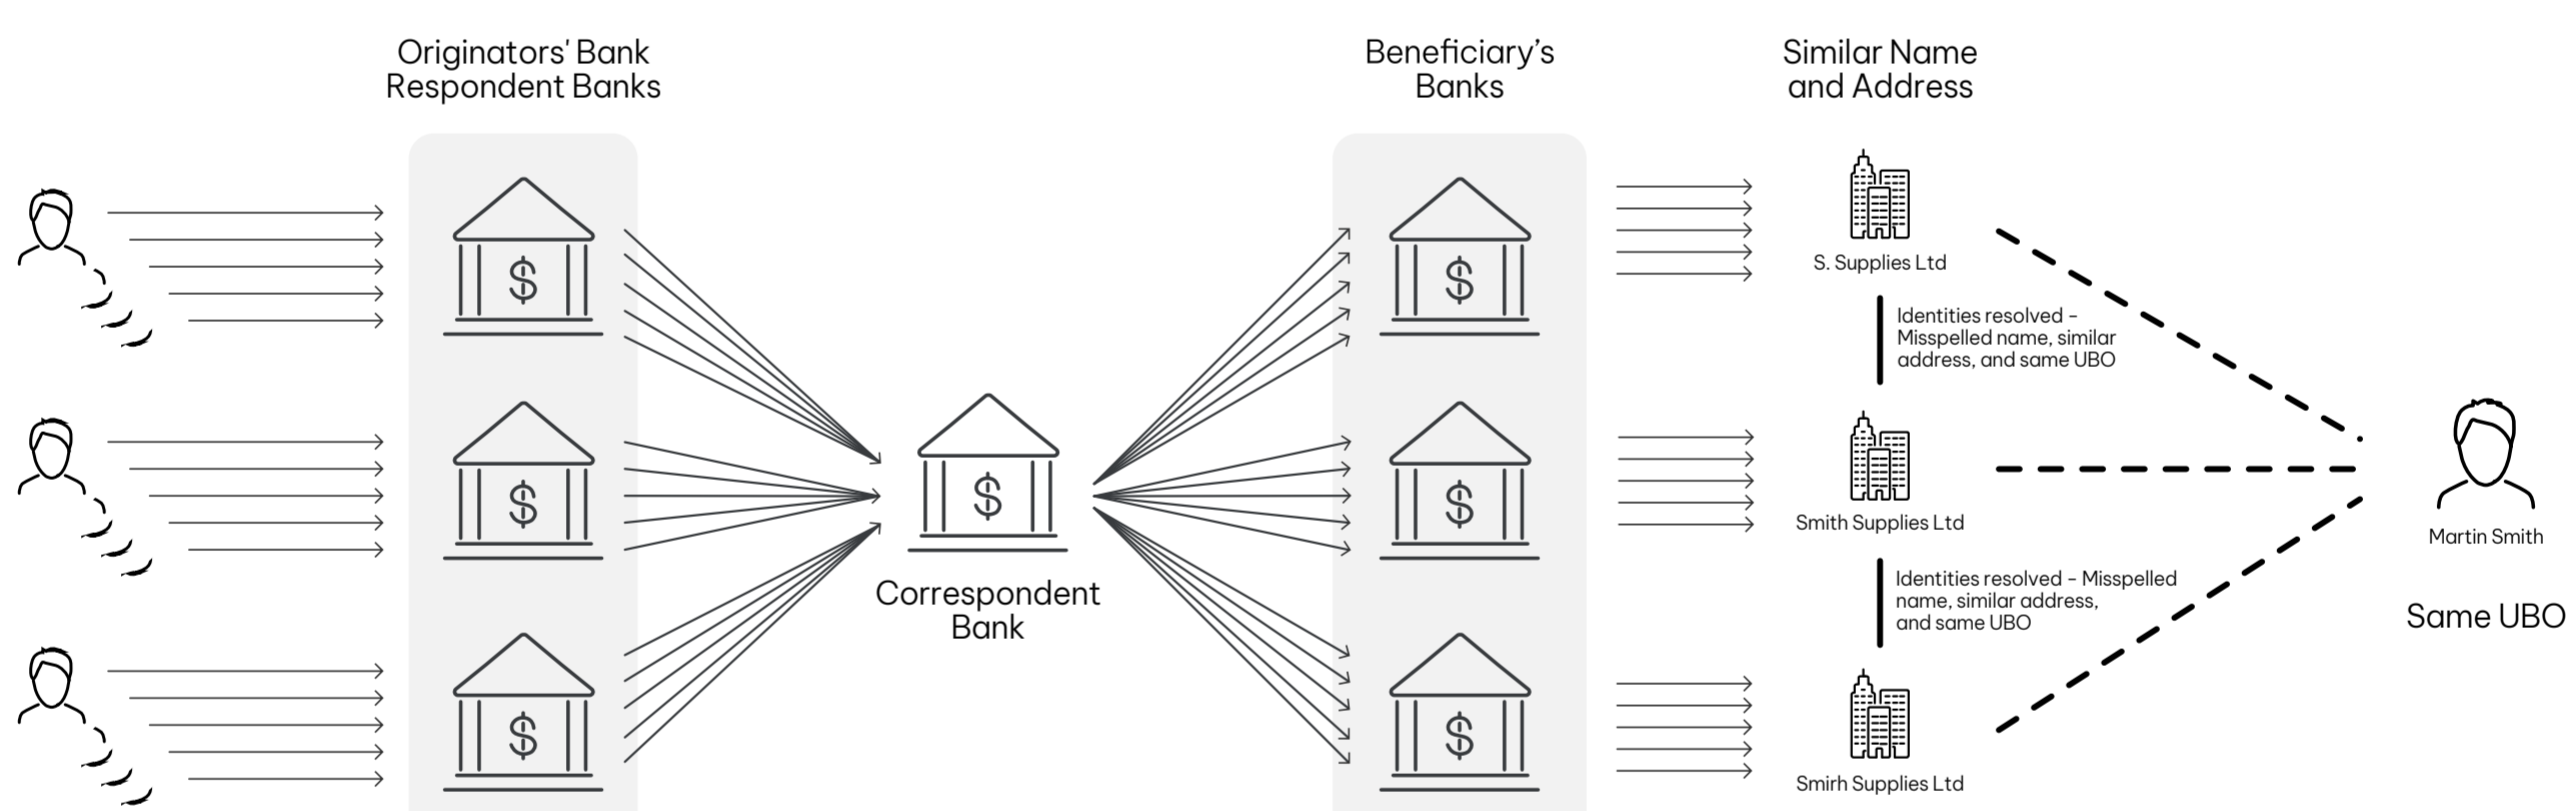 Originators' Bank
Respondent Banks
Beneficiary’s
Banks
Similar Name
and Address
$
$
$
Correspondent
Bank
$
$
$
$
S. Supplies Ltd
Identities resolved –
Misspelled name, similar
address, and same UBO
Smith Supplies Ltd
Identities resolved – Misspelled
name, similar address,
and same UBO
Smirh Supplies Ltd
Martin Smith
Same UBO